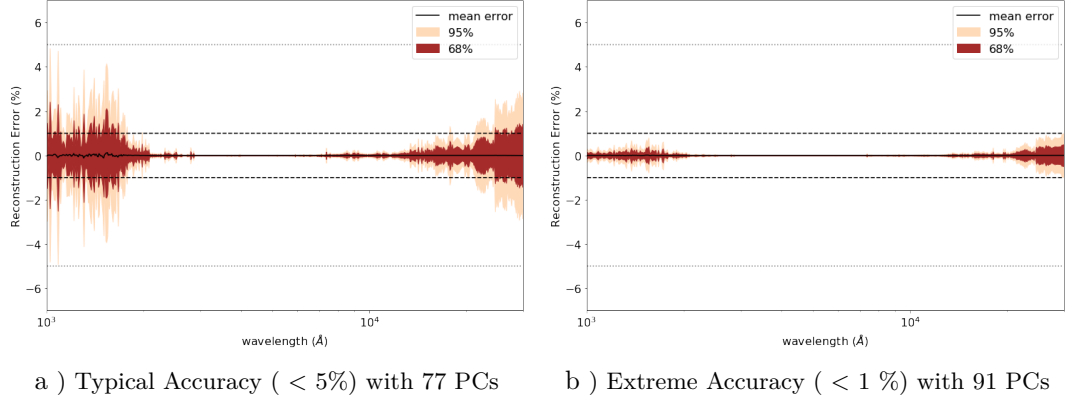 mean error
95%
68%
6
4
2
0
−2
−4
−6
Reconstruction Error (%)
10³
10⁴
wavelength (Å)
a ) Typical Accuracy ( < 5%) with 77 PCs
mean error
95%
68%
6
4
2
0
−2
−4
−6
Reconstruction Error (%)
10³
10⁴
wavelength (Å)
b ) Extreme Accuracy ( < 1 %) with 91 PCs